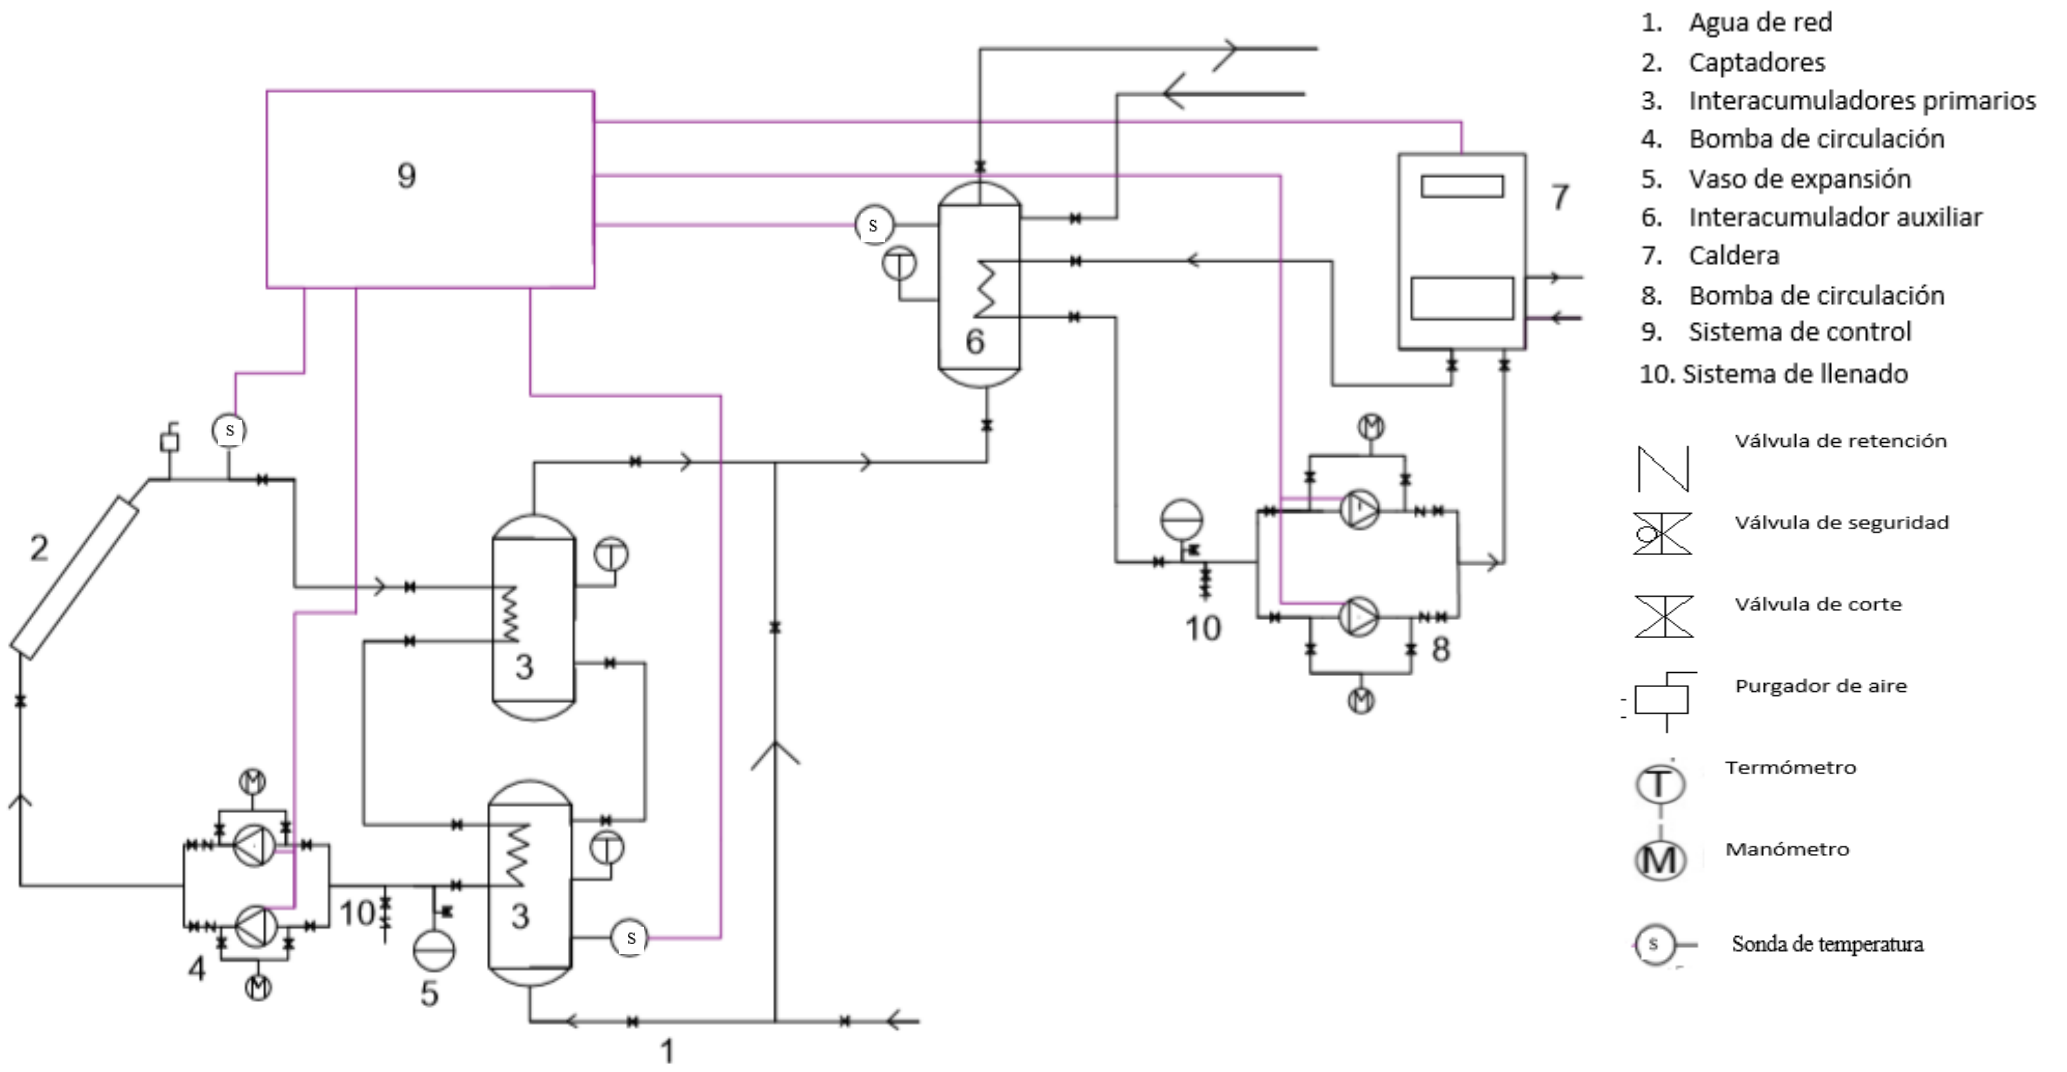 1. Agua de red
2. Captadores
3. Interacumuladores primarios
4. Bomba de circulación
5. Vaso de expansión
6. Interacumulador auxiliar
7. Caldera
8. Bomba de circulación
9. Sistema de control
10. Sistema de llenado
Válvula de retención
Válvula de seguridad
Válvula de corte
Purgador de aire
T Termómetro
M Manómetro
S Sonda de temperatura
9
7
S
T
6
S
M
2
T
3
10
8
M
M
T
10
3
S
4
M
5
1